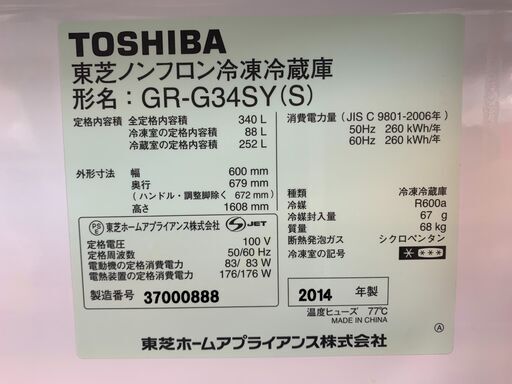 TOSHIBA
東芝ノンフロン冷凍冷蔵庫
形名：GR-G34SY(S)
定格内容積 全定格内容積 340 L
冷凍室の定格内容積 88 L
冷蔵室の定格内容積 252 L
外形寸法 幅 600 mm
奥行 679 mm
(ハンドル・調整脚除く 672 mm)
高さ 1608 mm
PS E 東芝ホームアプライアンス株式会社 S JET
定格電圧 100 V
定格周波数 50/60 Hz
電動機の定格消費電力 83/ 83 W
電熱装置の定格消費電力 176/176 W
製造番号 37000888
消費電力量 (JIS C 9801-2006年)
50Hz 260 kWh/年
60Hz 260 kWh/年
種類 冷凍冷蔵庫
冷媒 R600a
冷媒封入量 67 g
質量 68 kg
断熱発泡ガス シクロペンタン
冷凍室の記号 ****
2014 年製
温度ヒューズ 77℃
MADE IN CHINA
Ⓐ
東芝ホームアプライアンス株式会社